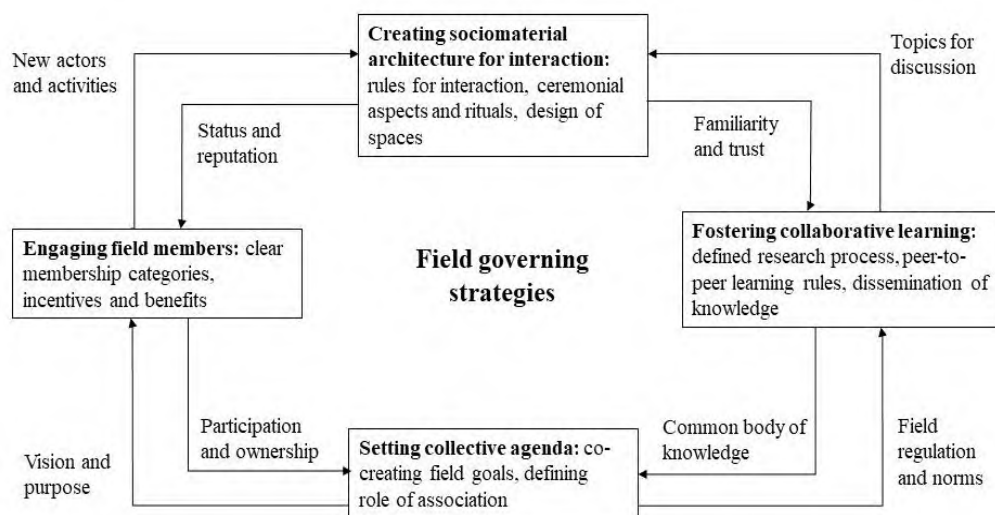 Creating sociomaterial
architecture for interaction:
rules for interaction, ceremonial
aspects and rituals, design of
spaces
New actors
and activities
Topics for
discussion
Status and
reputation
Familiarity
and trust
Engaging field members: clear
membership categories,
incentives and benefits
Field governing
strategies
Fostering collaborative learning:
defined research process, peer-to-
peer learning rules, dissemination of
knowledge
Participation
and ownership
Common body of
knowledge
Vision and
purpose
Setting collective agenda: co-
creating field goals, defining
role of association
Field
regulation
and norms